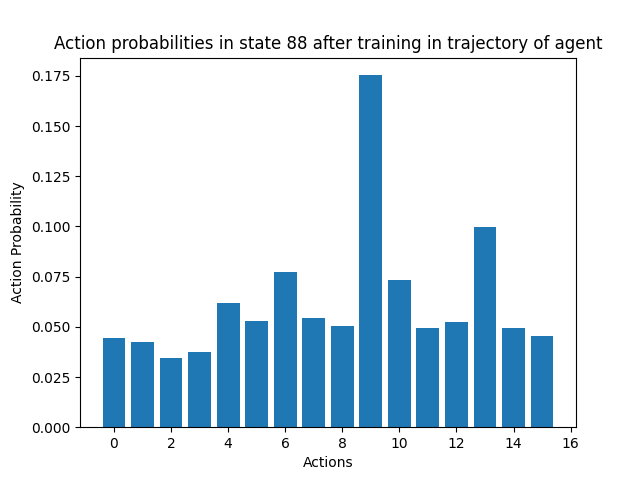 Action probabilities in state 88 after training in trajectory of agent
0.175
0.150
0.125
0.100
0.075
0.050
0.025
0.000
Action Probability
0 2 4 6 8 10 12 14 16
Actions